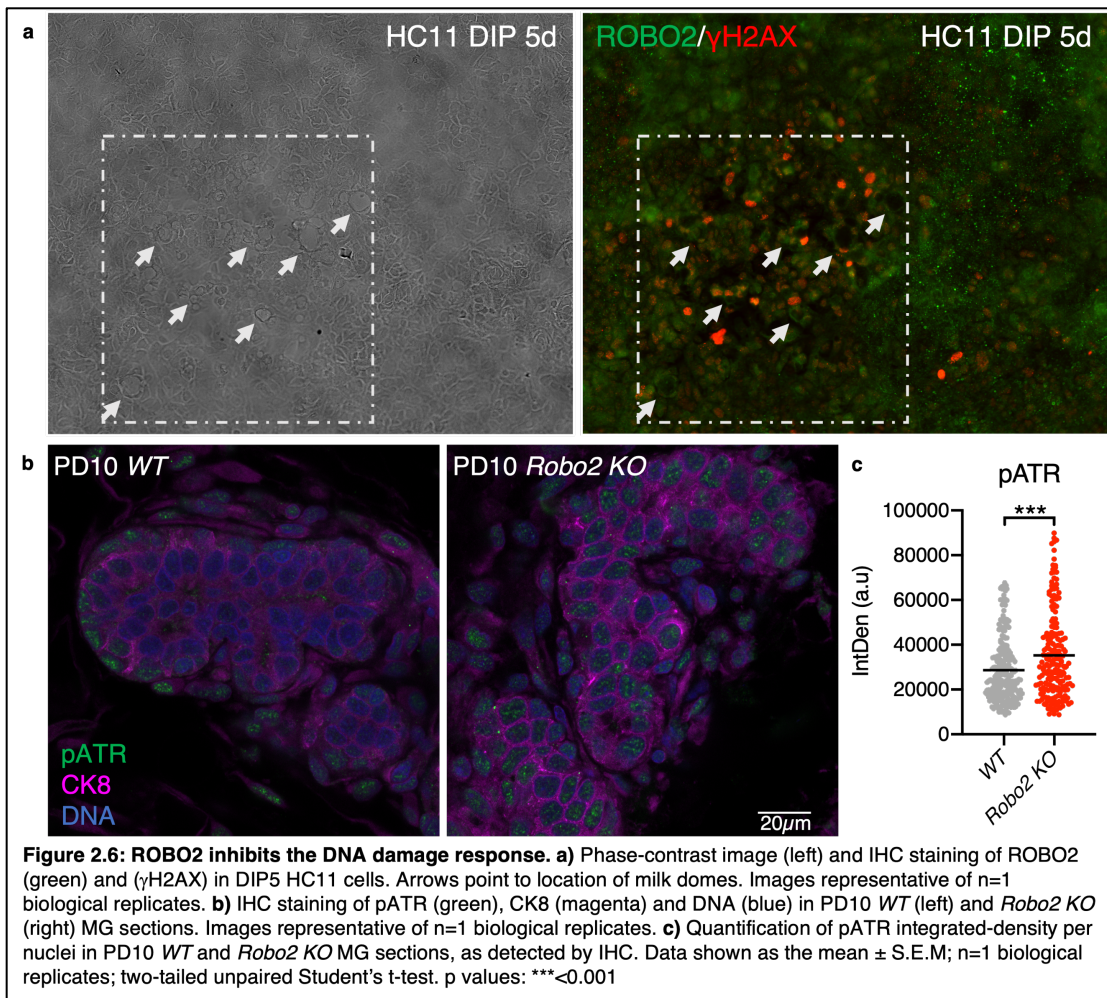 a
HC11 DIP 5d
ROBO2/γH2AX
HC11 DIP 5d
b
PD10 WT
pATR
CK8
DNA
PD10 Robo2 KO
20µm
c
pATR
***
100000
80000
60000
40000
20000
0
IntDen (a.u)
WT
Robo2 KO
Figure 2.6: ROBO2 inhibits the DNA damage response. a) Phase-contrast image (left) and IHC staining of ROBO2
(green) and (γH2AX) in DIP5 HC11 cells. Arrows point to location of milk domes. Images representative of n=1
biological replicates. b) IHC staining of pATR (green), CK8 (magenta) and DNA (blue) in PD10 WT (left) and Robo2 KO
(right) MG sections. Images representative of n=1 biological replicates. c) Quantification of pATR integrated-density per
nuclei in PD10 WT and Robo2 KO MG sections, as detected by IHC. Data shown as the mean ± S.E.M; n=1 biological
replicates; two-tailed unpaired Student's t-test. p values: ***<0.001